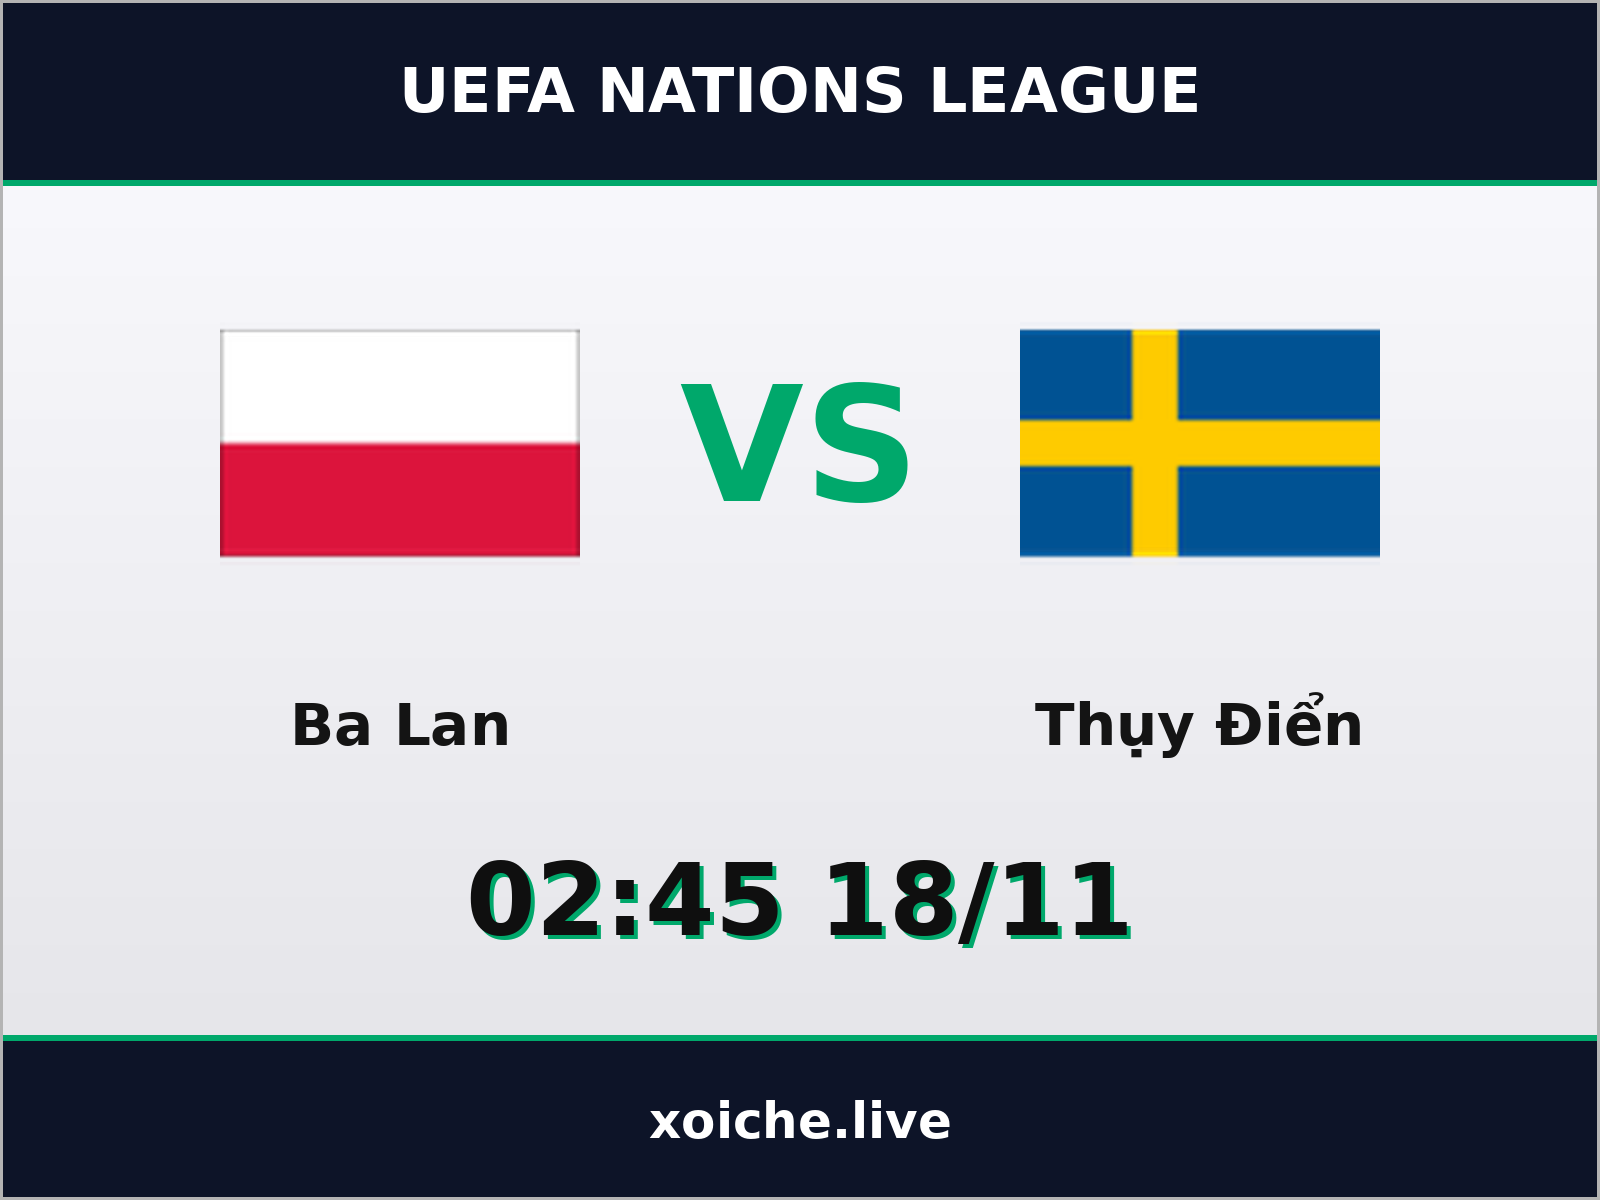 UEFA NATIONS LEAGUE
VS
Ba Lan
Thụy Điển
02:45 18/11
xoiche.live